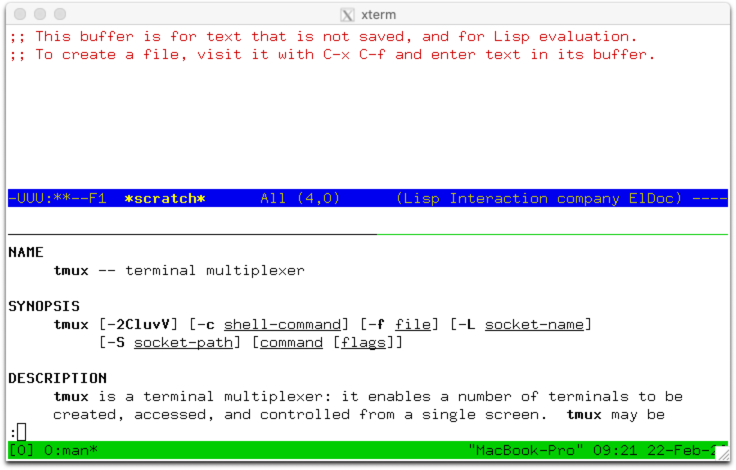 xterm
;; This buffer is for text that is not saved, and for Lisp evaluation.
;; To create a file, visit it with C-x C-f and enter text in its buffer.
-UUU:**--F1  *scratch*      All (4,0)      (Lisp Interaction company ElDoc) ----
NAME
     tmux -- terminal multiplexer
SYNOPSIS
     tmux [-2CluvV] [-c shell-command] [-f file] [-L socket-name]
          [-S socket-path] [command [flags]]
DESCRIPTION
     tmux is a terminal multiplexer: it enables a number of terminals to be
     created, accessed, and controlled from a single screen.  tmux may be
:
[0] 0:man*                                         "MacBook-Pro" 09:21 22-Feb-